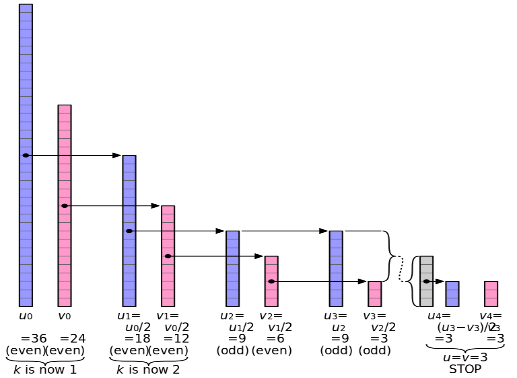 u0 v0 u1= v1= u2= v2= u3= v3= u4= v4=
u0/2 v0/2 u1/2 v1/2 u2 v2/2 (u3−v3)/2 v3
=36 =24 =18 =12 =9 =6 =9 =3 =3 =3
(even) (even) (even) (even) (odd) (even) (odd) (odd) u=v=3
k is now 1 k is now 2 STOP